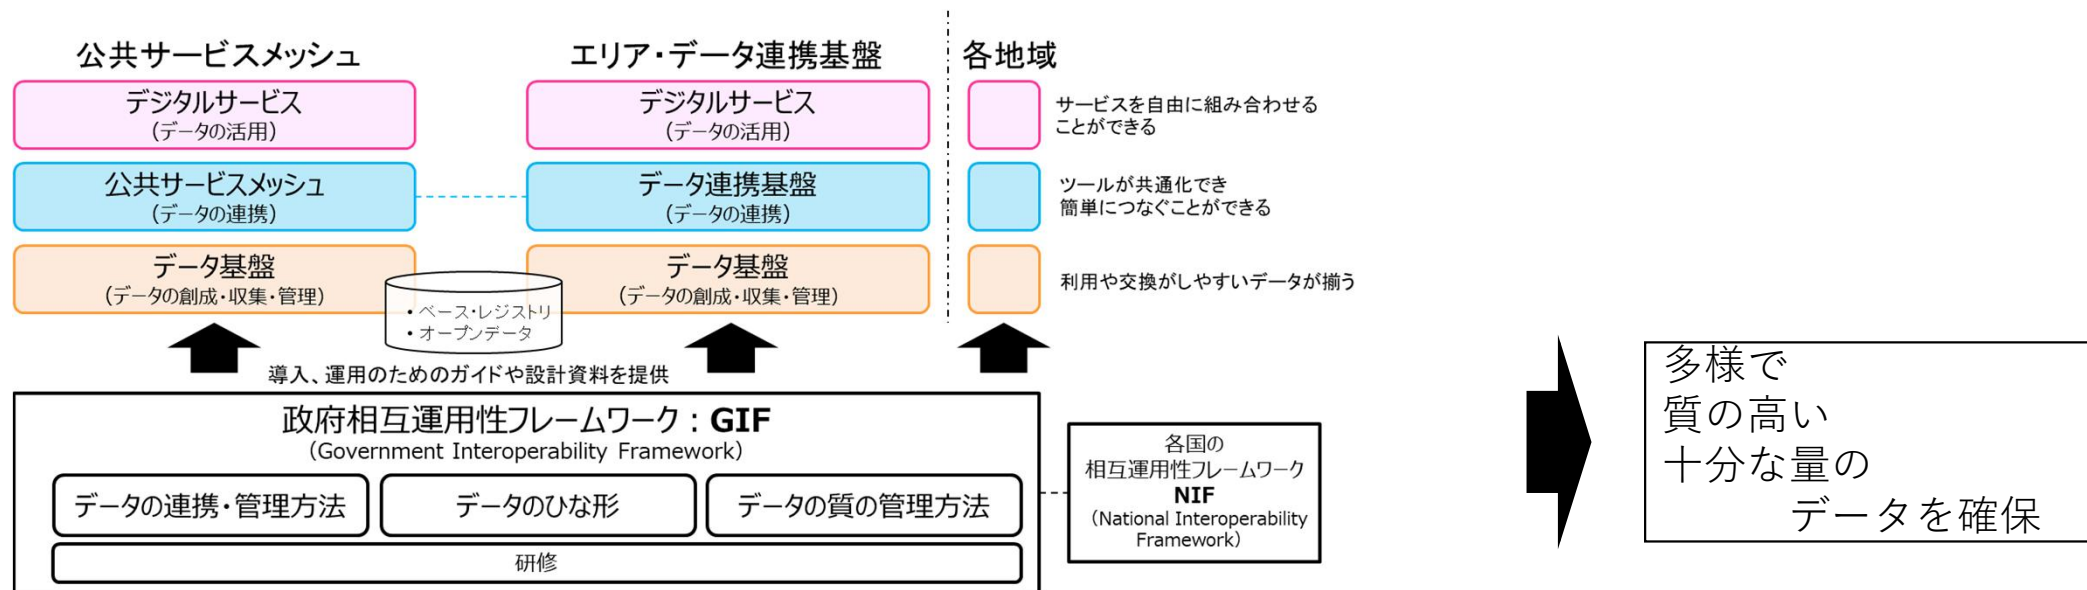 公共サービスメッシュ
エリア・データ連携基盤
各地域
デジタルサービス
(データの活用)
デジタルサービス
(データの活用)
サービスを自由に組み合わせる
ことができる
公共サービスメッシュ
(データの連携)
データ連携基盤
(データの連携)
ツールが共通化でき
簡単につなぐことができる
データ基盤
(データの創成・収集・管理)
データ基盤
(データの創成・収集・管理)
利用や交換がしやすいデータが揃う
• ベース・レジストリ
• オープンデータ
導入、運用のためのガイドや設計資料を提供
政府相互運用性フレームワーク：GIF
（Government Interoperability Framework）
データの連携・管理方法
データのひな形
データの質の管理方法
研修
各国の
相互運用性フレームワーク
NIF
（National Interoperability
Framework）
多様で
質の高い
十分な量の
データを確保